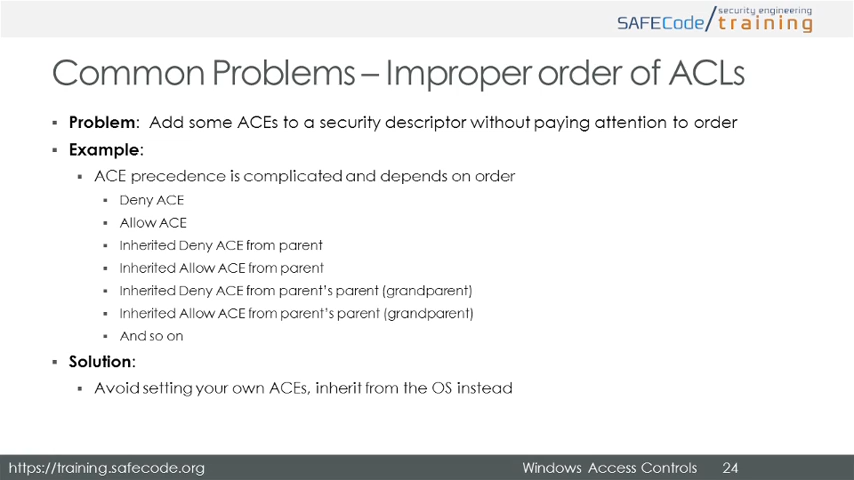 SAFECode/ security engineering training
Common Problems – Improper order of ACLs
▪ Problem: Add some ACEs to a security descriptor without paying attention to order
▪ Example:
▪ ACE precedence is complicated and depends on order
▪ Deny ACE
▪ Allow ACE
▪ Inherited Deny ACE from parent
▪ Inherited Allow ACE from parent
▪ Inherited Deny ACE from parent’s parent (grandparent)
▪ Inherited Allow ACE from parent’s parent (grandparent)
▪ And so on
▪ Solution:
▪ Avoid setting your own ACEs, inherit from the OS instead
https://training.safecode.org Windows Access Controls 24